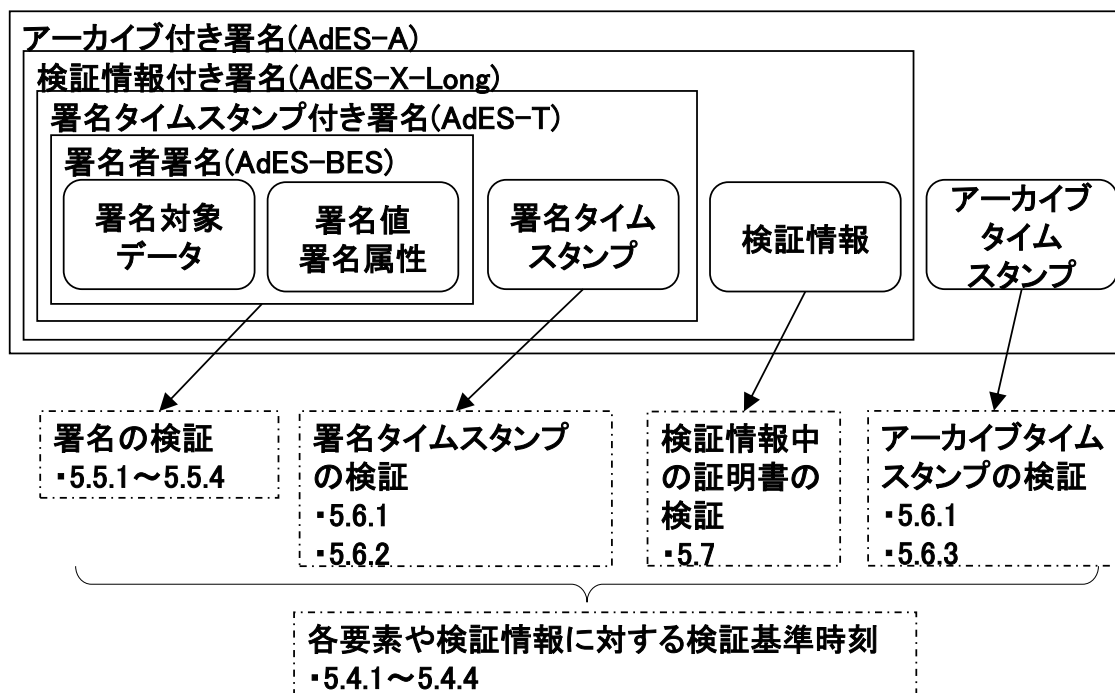 アーカイブ付き署名(AdES-A)
検証情報付き署名(AdES-X-Long)
署名タイムスタンプ付き署名(AdES-T)
署名者署名(AdES-BES)
署名対象
データ
署名値
署名属性
署名タイム
スタンプ
検証情報
アーカイブ
タイム
スタンプ
署名の検証
・5.5.1～5.5.4
署名タイムスタンプ
の検証
・5.6.1
・5.6.2
検証情報中
の証明書の
検証
・5.7
アーカイブタイム
スタンプの検証
・5.6.1
・5.6.3
各要素や検証情報に対する検証基準時刻
・5.4.1～5.4.4